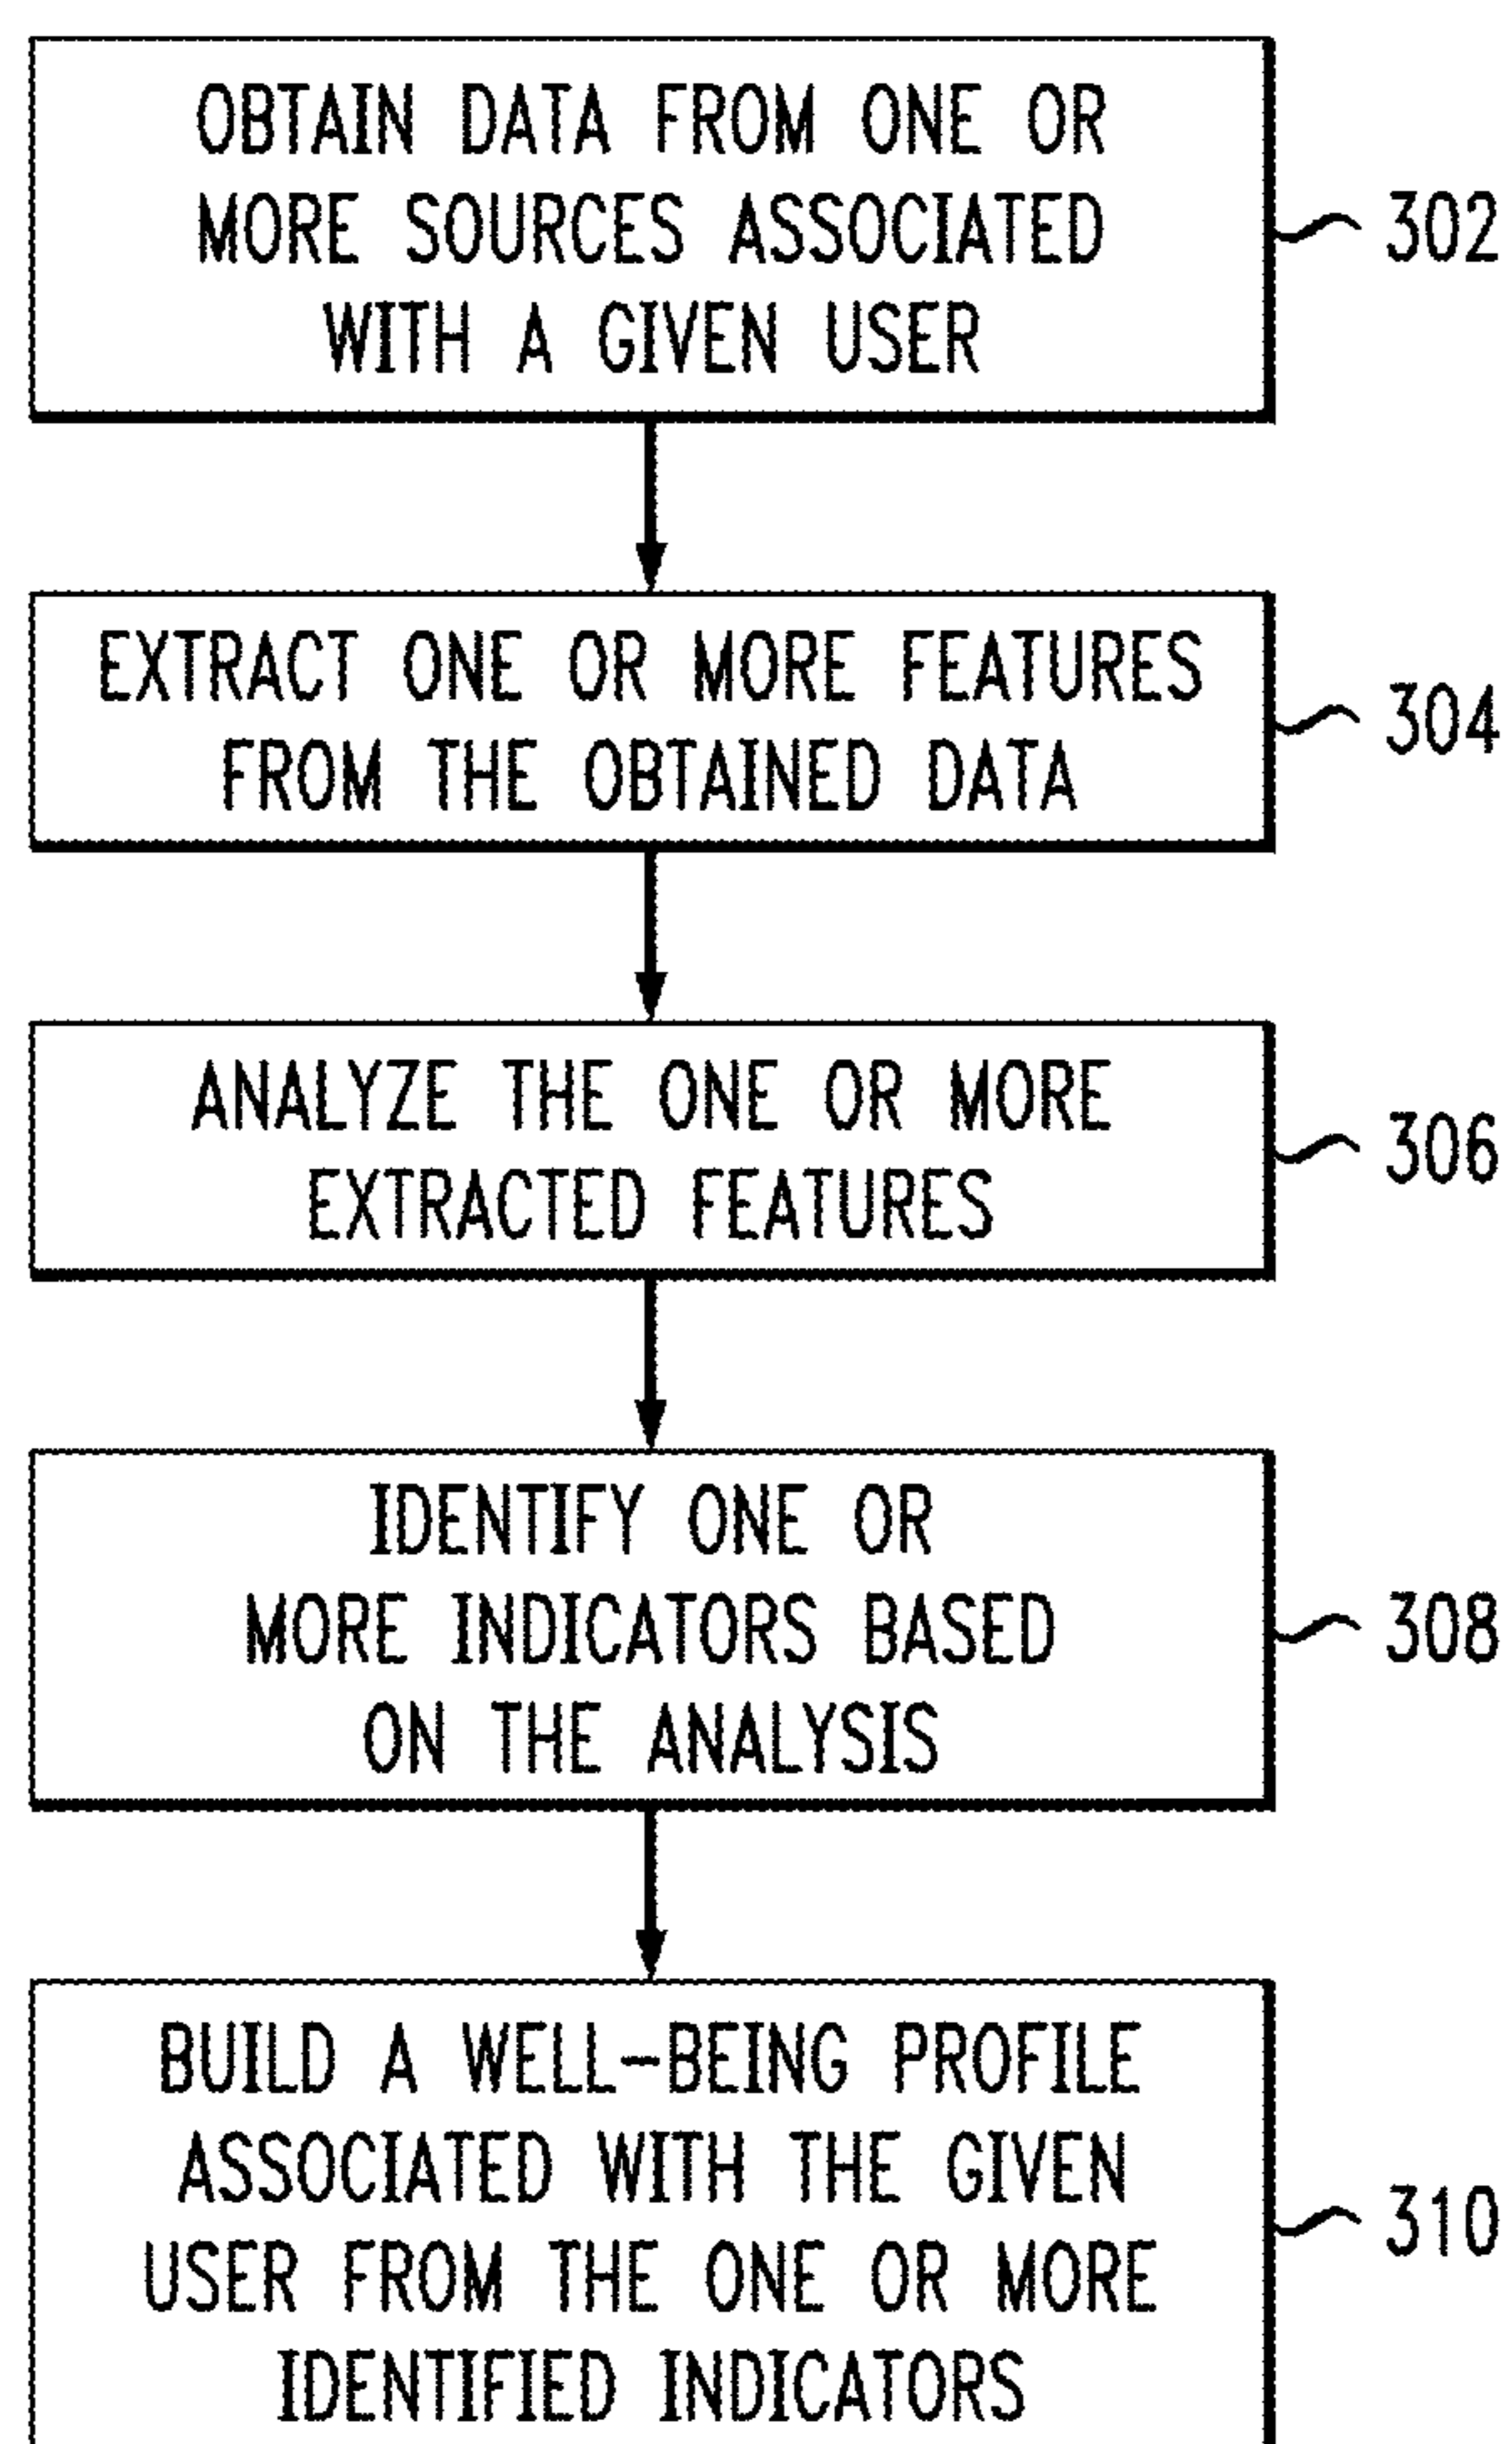 OBTAIN DATA FROM ONE OR
MORE SOURCES ASSOCIATED
WITH A GIVEN USER
302
EXTRACT ONE OR MORE FEATURES
FROM THE OBTAINED DATA
304
ANALYZE THE ONE OR MORE
EXTRACTED FEATURES
306
IDENTIFY ONE OR
MORE INDICATORS BASED
ON THE ANALYSIS
308
BUILD A WELL-BEING PROFILE
ASSOCIATED WITH THE GIVEN
USER FROM THE ONE OR MORE
IDENTIFIED INDICATORS
310